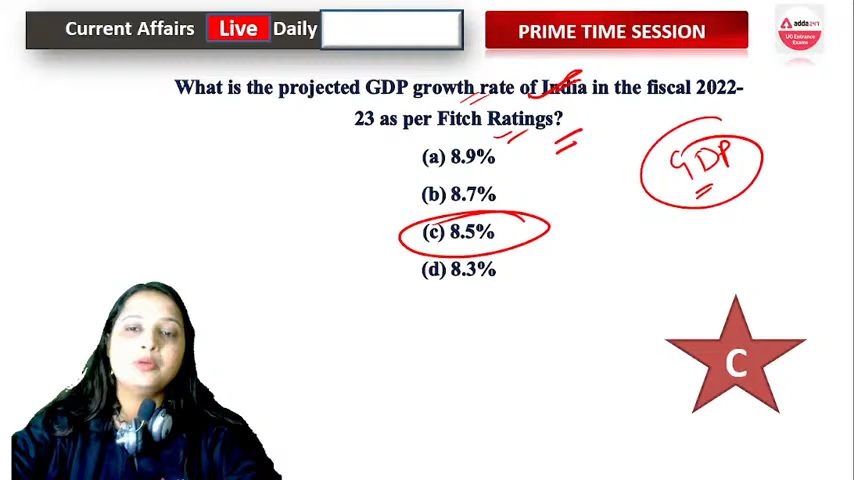 Current Affairs Live Daily
PRIME TIME SESSION
adda247
UG Entrance
Exams
What is the projected GDP growth rate of India in the fiscal 2022-
23 as per Fitch Ratings?
(a) 8.9%
(b) 8.7%
(c) 8.5%
(d) 8.3%
GDP
C